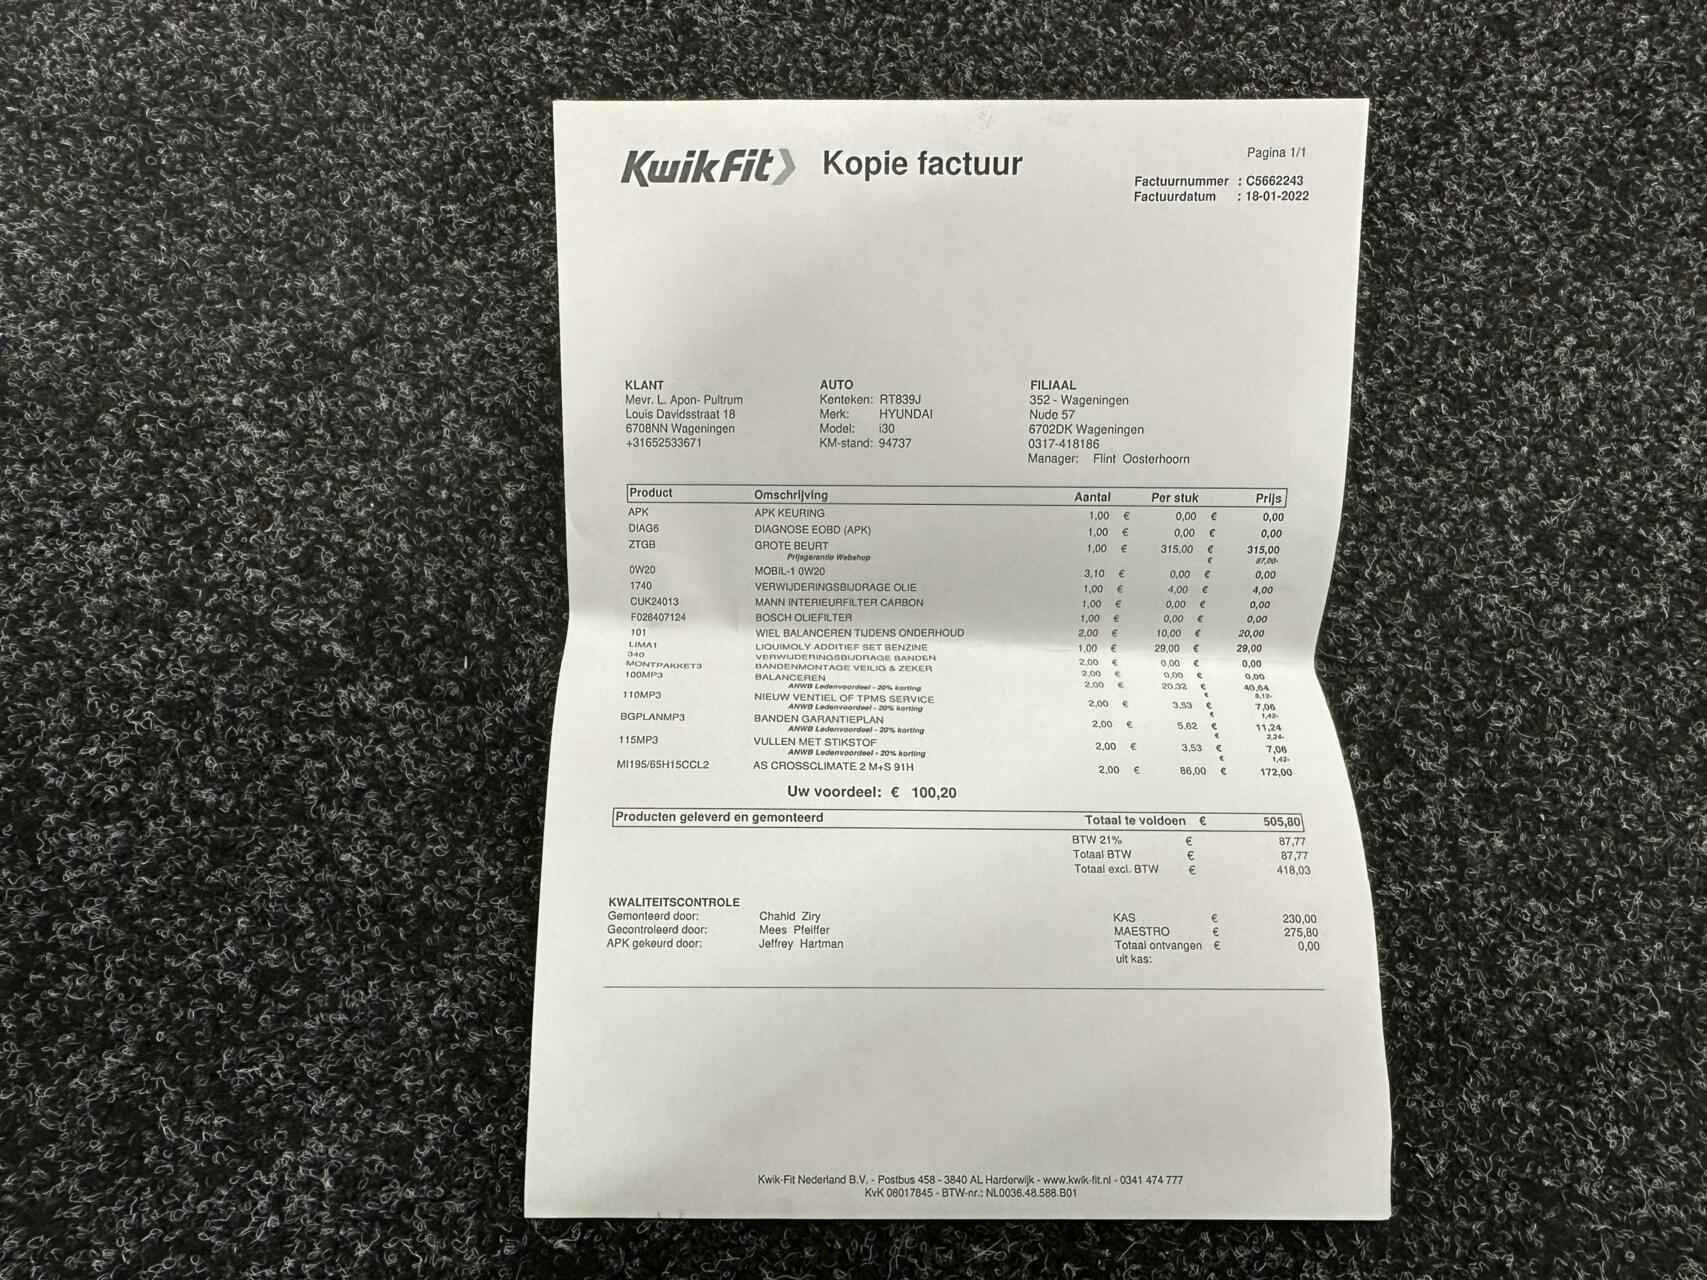 KwikFit Kopie factuur
Pagina 1/1
Factuurnummer : C5662243
Factuurdatum : 18-01-2022
KLANT
Mevr. L. Apon- Pultrum
Louis Davidsstraat 18
6708NN Wageningen
+31652533671
AUTO
Kenteken: RT839J
Merk: HYUNDAI
Model: i30
KM-stand: 94737
FILIAAL
352 - Wageningen
Nude 57
6702DK Wageningen
0317-418186
Manager: Flint Oosterhoorn
Product Omschrijving Aantal Per stuk Prijs
APK APK KEURING 1,00 € 0,00 € 0,00
DIAG6 DIAGNOSE EOBD (APK) 1,00 € 0,00 € 0,00
ZTGB GROTE BEURT 1,00 € 315,00 € 315,00
Prijsgarantie Webshop € 87,00-
0W20 MOBIL-1 0W20 3,10 € 0,00 € 0,00
1740 VERWIJDERINGSBIJDRAGE OLIE 1,00 € 4,00 € 4,00
CUK24013 MANN INTERIEURFILTER CARBON 1,00 € 0,00 € 0,00
F026407124 BOSCH OLIEFILTER 1,00 € 0,00 € 0,00
101 WIEL BALANCEREN TIJDENS ONDERHOUD 2,00 € 10,00 € 20,00
LIMA1 LIQUIMOLY ADDITIEF SET BENZINE 1,00 € 29,00 € 29,00
340 VERWIJDERINGSBIJDRAGE BANDEN 2,00 € 0,00 € 0,00
MONTPAKKET3 BANDENMONTAGE VEILIG & ZEKER 2,00 € 0,00 € 0,00
100MP3 BALANCEREN 2,00 € 20,32 € 40,64
ANWB Ledenvoordeel - 20% korting € 8,12-
110MP3 NIEUW VENTIEL OF TPMS SERVICE 2,00 € 3,53 € 7,06
ANWB Ledenvoordeel - 20% korting € 1,42-
BGPLANMP3 BANDEN GARANTIEPLAN 2,00 € 5,62 € 11,24
ANWB Ledenvoordeel - 20% korting € 2,24-
115MP3 VULLEN MET STIKSTOF 2,00 € 3,53 € 7,06
ANWB Ledenvoordeel - 20% korting € 1,42-
MI195/65H15CCL2 AS CROSSCLIMATE 2 M+S 91H 2,00 € 86,00 € 172,00
Uw voordeel: € 100,20
Producten geleverd en gemonteerd Totaal te voldoen € 505,80
BTW 21% € 87,77
Totaal BTW € 87,77
Totaal excl. BTW € 418,03
KWALITEITSCONTROLE
Gemonteerd door: Chahid Ziry
Gecontroleerd door: Mees Pfeiffer
APK gekeurd door: Jeffrey Hartman
KAS € 230,00
MAESTRO € 275,80
Totaal ontvangen € 0,00
uit kas:
Kwik-Fit Nederland B.V. - Postbus 458 - 3840 AL Harderwijk - www.kwik-fit.nl - 0341 474 777
KvK 08017845 - BTW-nr.: NL0036.48.588.B01